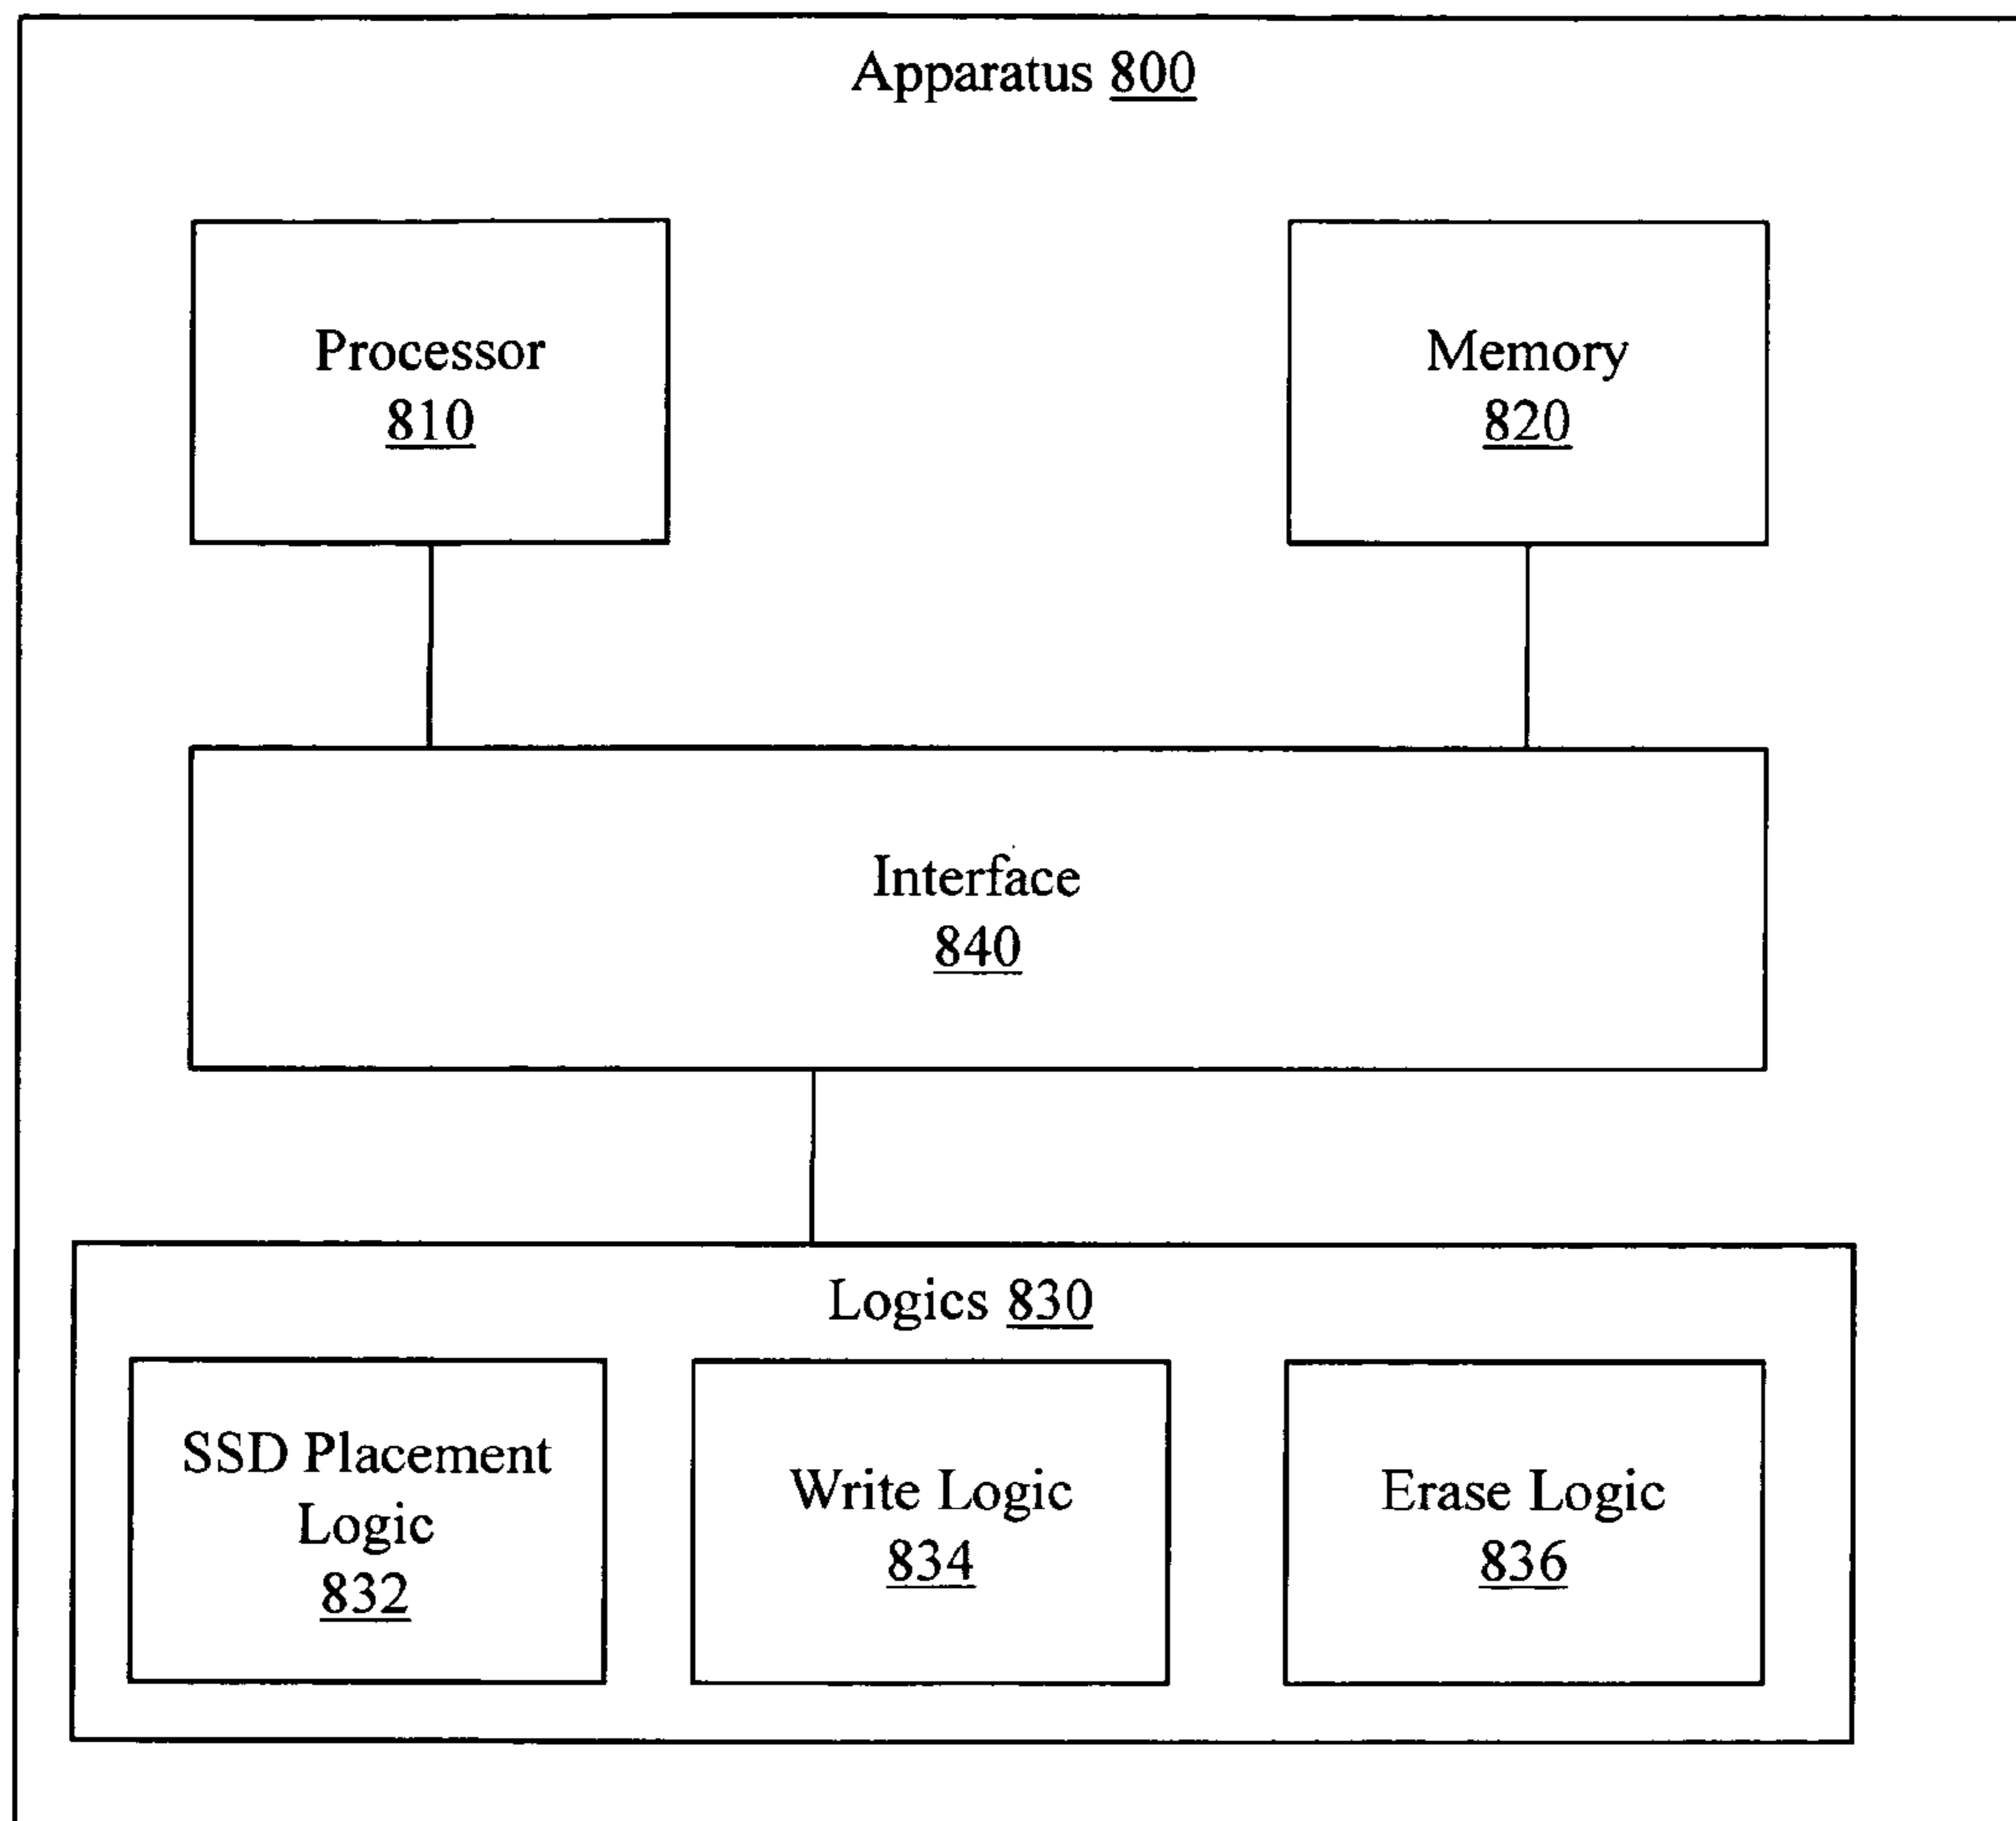 Apparatus 800
Processor
810
Memory
820
Interface
840
Logics 830
SSD Placement
Logic
832
Write Logic
834
Erase Logic
836